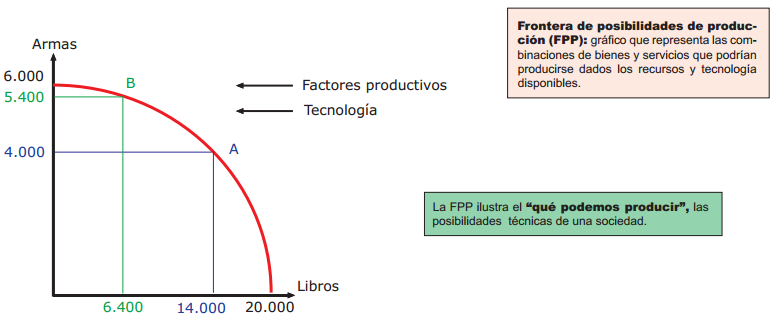 Frontera de posibilidades de produc-
ción (FPP): gráfico que representa las com-
binaciones de bienes y servicios que podrían
producirse dados los recursos y tecnología
disponibles.
Armas
6.000
B
Factores productivos
5.400
Tecnología
4.000
A
La FPP ilustra el "qué podemos producir", las
posibilidades técnicas de una sociedad.
Libros
6.400
14.000
20.000